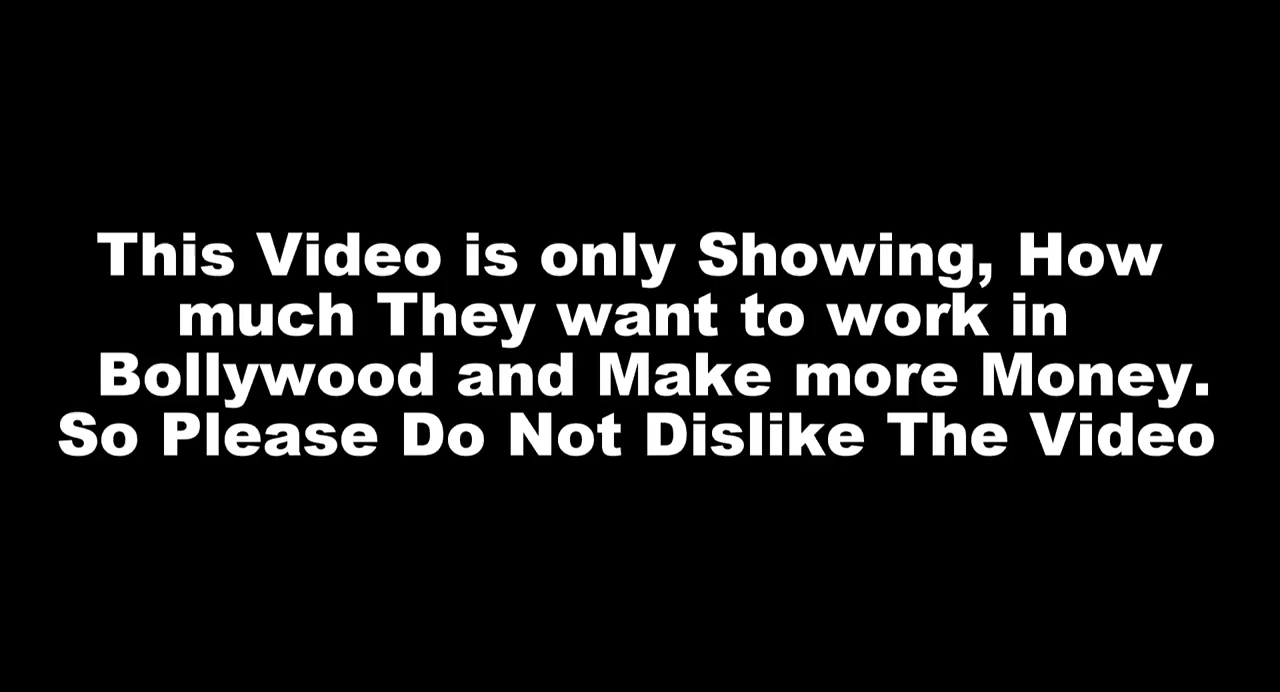 This Video is only Showing, How
much They want to work in
Bollywood and Make more Money.
So Please Do Not Dislike The Video